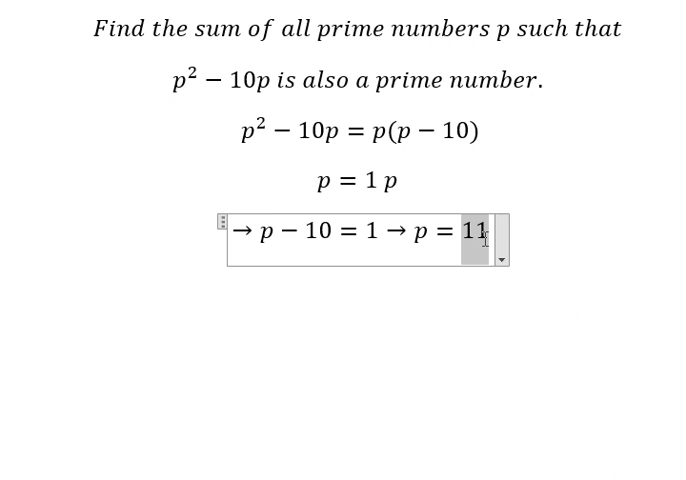 Find the sum of all prime numbers p such that
p² − 10p is also a prime number.
p² − 10p = p(p − 10)
p = 1 p
→ p − 10 = 1 → p = 11